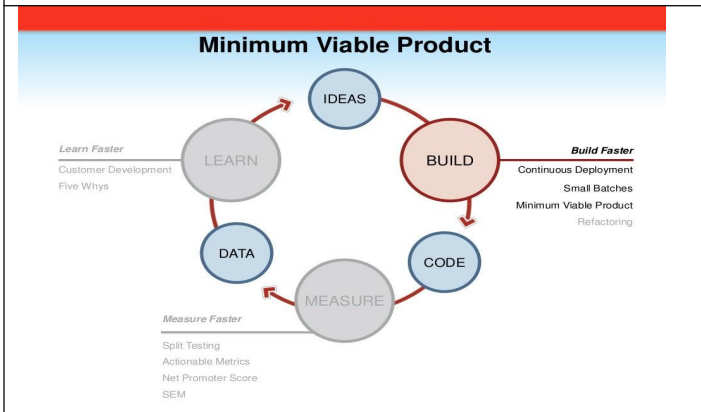 Minimum Viable Product
IDEAS
Learn Faster
LEARN
BUILD
Build Faster
Customer Development
Continuous Deployment
Five Whys
Small Batches
Minimum Viable Product
Refactoring
DATA
CODE
MEASURE
Measure Faster
Split Testing
Actionable Metrics
Net Promoter Score
SEM